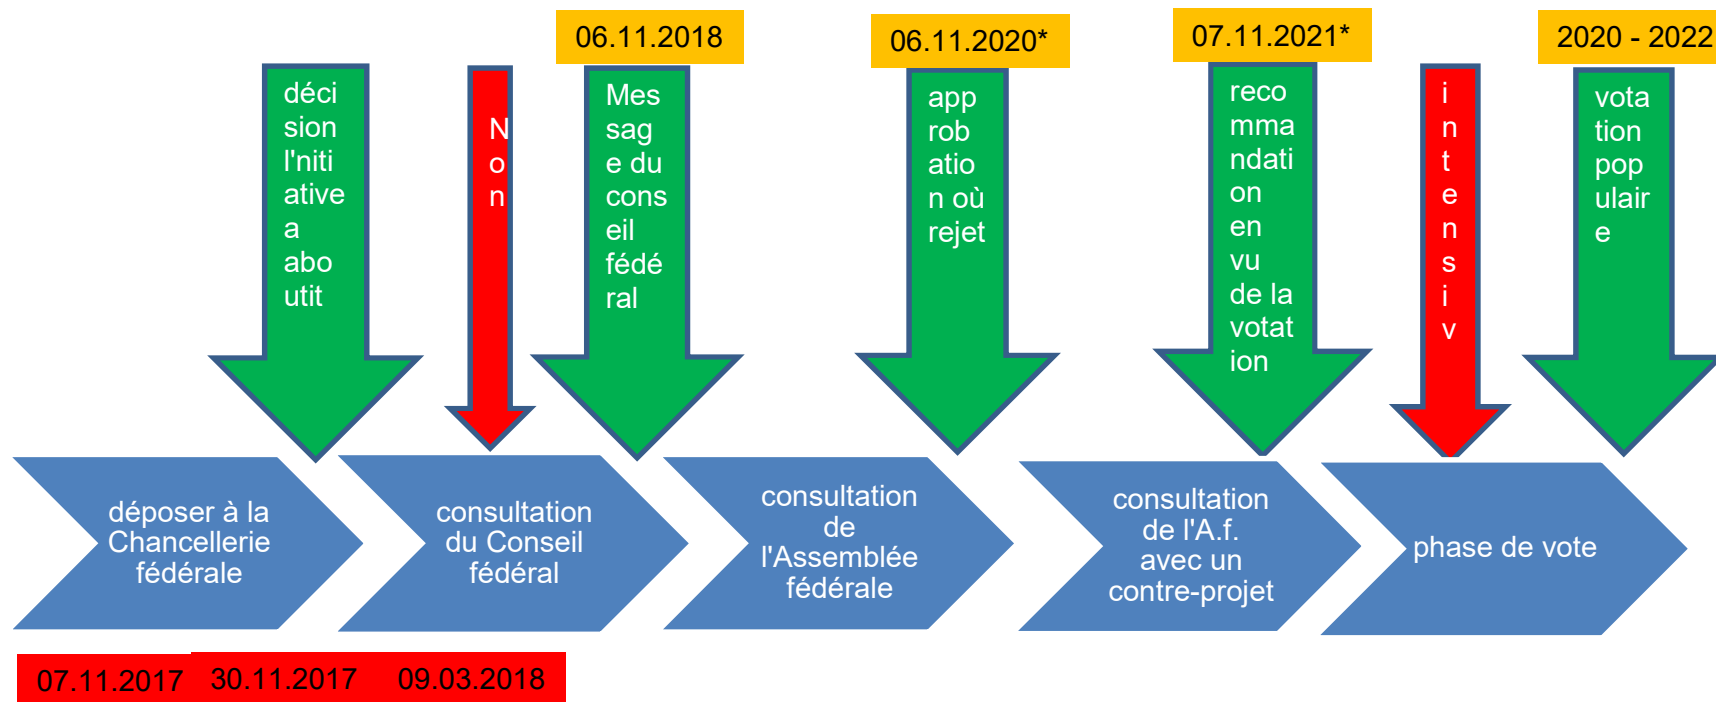 06.11.2018
06.11.2020*
07.11.2021*
2020 - 2022
déci
sion
l'niti
ative
a
abo
utit
N
o
n
Mes
sag
e du
cons
eil
fédé
ral
app
rob
atio
n où
rejet
reco
mma
ndati
on
en
vu
de la
votat
ion
i
n
t
e
n
s
i
v
vota
tion
pop
ulair
e
déposer à la
Chancellerie
fédérale
consultation
du Conseil
fédéral
consultation
de
l'Assemblée
fédérale
consultation
de l'A.f.
avec un
contre-projet
phase de vote
07.11.2017
30.11.2017
09.03.2018